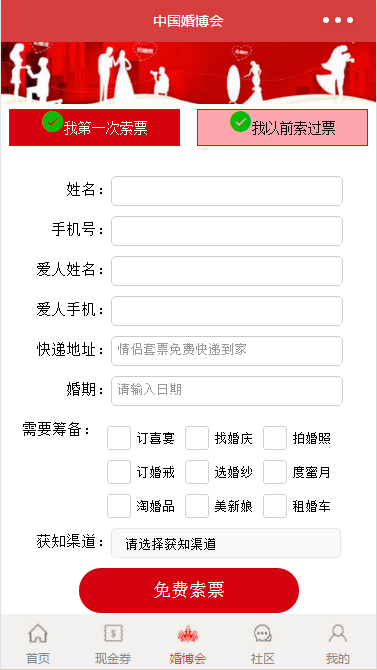 中国婚博会
我第一次索票 我以前索过票
姓名：
手机号：
爱人姓名：
爱人手机：
快递地址： 情侣套票免费快递到家
婚期： 请输入日期
需要筹备： 订喜宴 找婚庆 拍婚照
订婚戒 选婚纱 度蜜月
淘婚品 美新娘 租婚车
获知渠道： 请选择获知渠道
免费索票
首页 现金券 婚博会 社区 我的